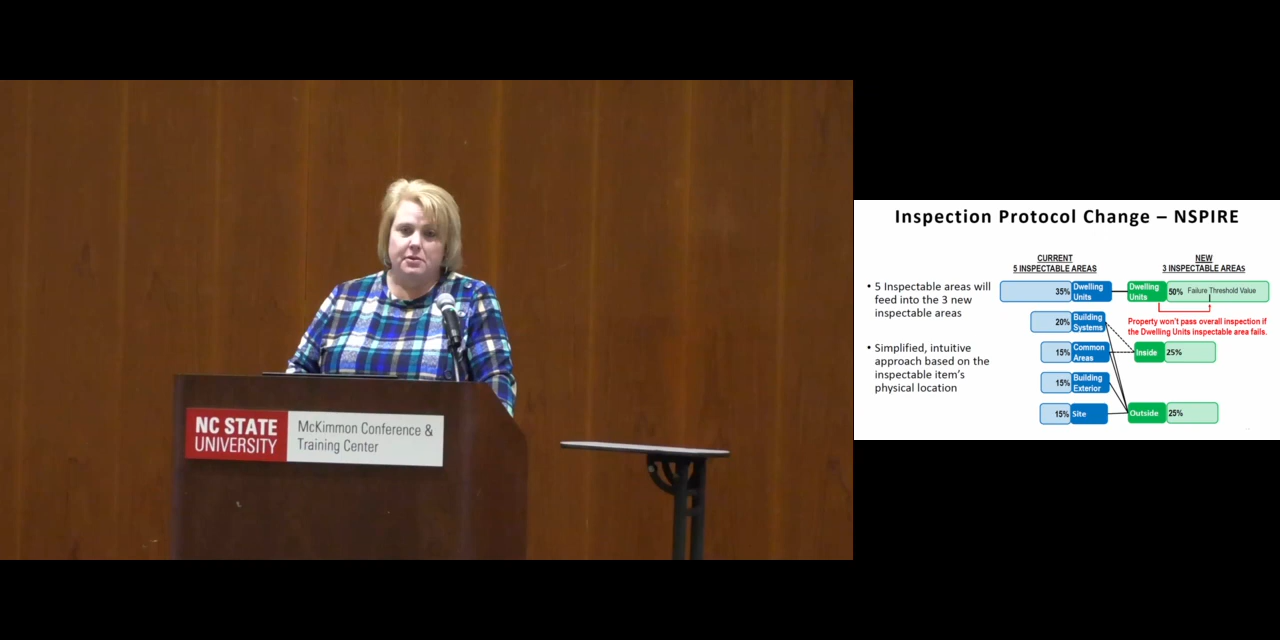 NC STATE
UNIVERSITY
McKimmon Conference &
Training Center
Inspection Protocol Change – NSPIRE
• 5 Inspectable areas will
feed into the 3 new
inspectable areas
• Simplified, intuitive
approach based on the
inspectable item's
physical location
CURRENT
5 INSPECTABLE AREAS
35% Dwelling
Units
20% Building
Systems
15% Common
Areas
15% Building
Exterior
15% Site
NEW
3 INSPECTABLE AREAS
Dwelling
Units
50% Failure Threshold Value
Property won't pass overall inspection if
the Dwelling Units inspectable area fails.
Inside 25%
Outside 25%